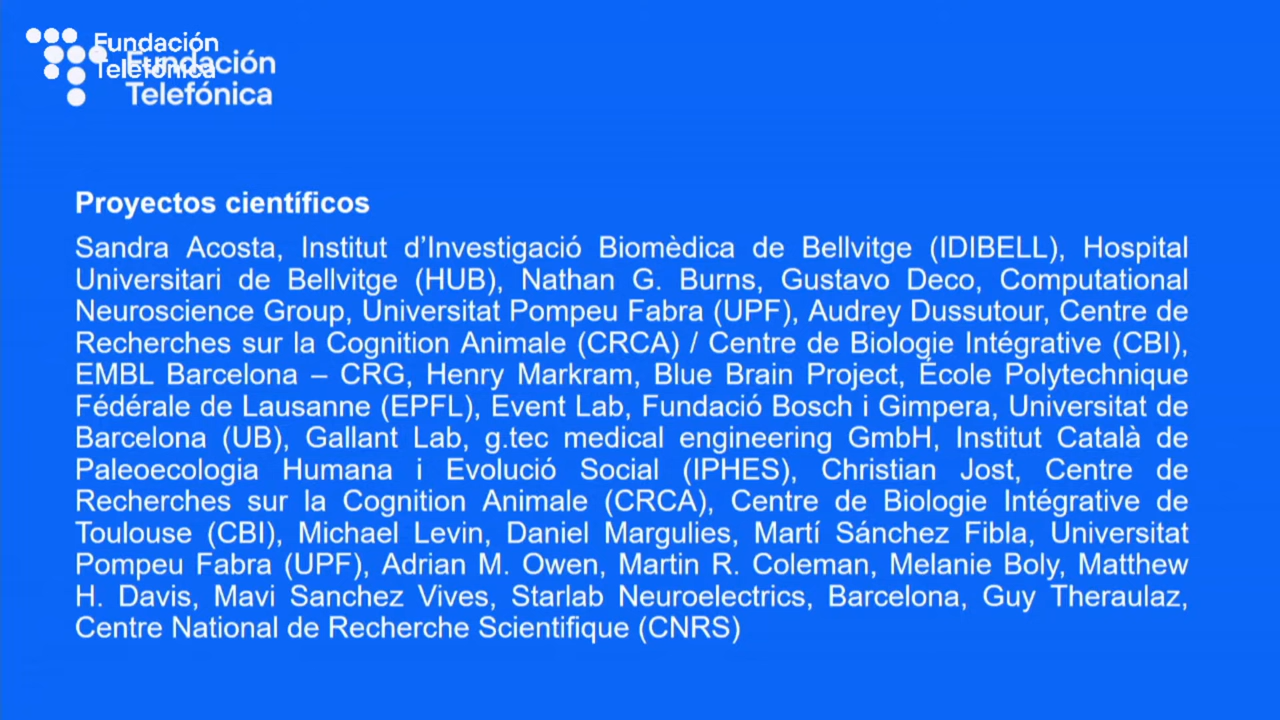 Fundación
Telefónica
Fundación
Telefónica
Proyectos científicos
Sandra Acosta, Institut d’Investigació Biomèdica de Bellvitge (IDIBELL), Hospital
Universitari de Bellvitge (HUB), Nathan G. Burns, Gustavo Deco, Computational
Neuroscience Group, Universitat Pompeu Fabra (UPF), Audrey Dussutour, Centre de
Recherches sur la Cognition Animale (CRCA) / Centre de Biologie Intégrative (CBI),
EMBL Barcelona – CRG, Henry Markram, Blue Brain Project, École Polytechnique
Fédérale de Lausanne (EPFL), Event Lab, Fundació Bosch i Gimpera, Universitat de
Barcelona (UB), Gallant Lab, g.tec medical engineering GmbH, Institut Català de
Paleoecologia Humana i Evolució Social (IPHES), Christian Jost, Centre de
Recherches sur la Cognition Animale (CRCA), Centre de Biologie Intégrative de
Toulouse (CBI), Michael Levin, Daniel Margulies, Martí Sánchez Fibla, Universitat
Pompeu Fabra (UPF), Adrian M. Owen, Martin R. Coleman, Melanie Boly, Matthew
H. Davis, Mavi Sanchez Vives, Starlab Neuroelectrics, Barcelona, Guy Theraulaz,
Centre National de Recherche Scientifique (CNRS)